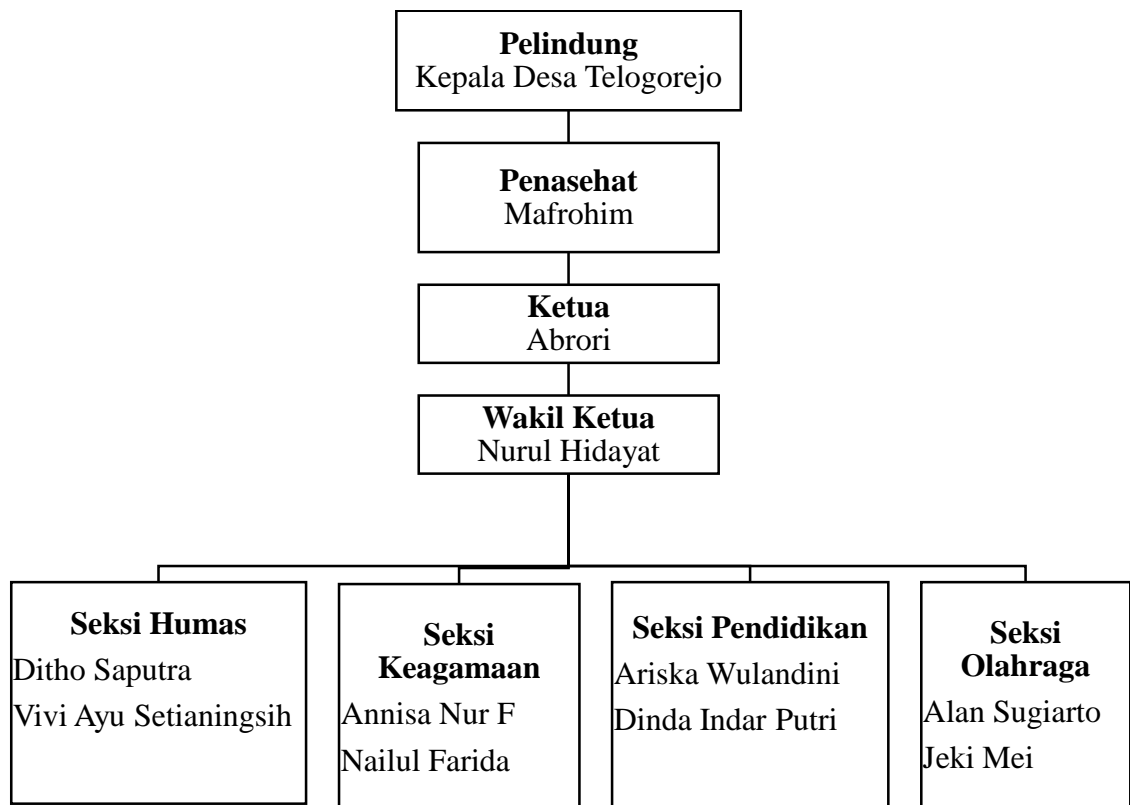 Pelindung
Kepala Desa Telogorejo
Penasehat
Mafrohim
Ketua
Abrori
Wakil Ketua
Nurul Hidayat
Seksi Humas
Ditho Saputra
Vivi Ayu Setianingsih
Seksi
Keagamaan
Annisa Nur F
Nailul Farida
Seksi Pendidikan
Ariska Wulandini
Dinda Indar Putri
Seksi
Olahraga
Alan Sugiarto
Jeki Mei